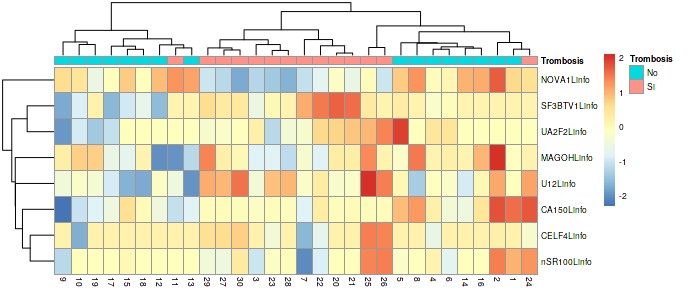 Trombosis
NOVA1Linfo
SF3BTV1Linfo
UA2F2Linfo
MAGOHLinfo
U12Linfo
CA150Linfo
CELF4Linfo
nSR100Linfo
9 10 19 17 15 18 12 11 13 29 27 30 3 23 28 7 22 20 21 25 26 5 8 4 6 14 16 2 1 24
2
1
0
-1
-2
Trombosis
No
SI